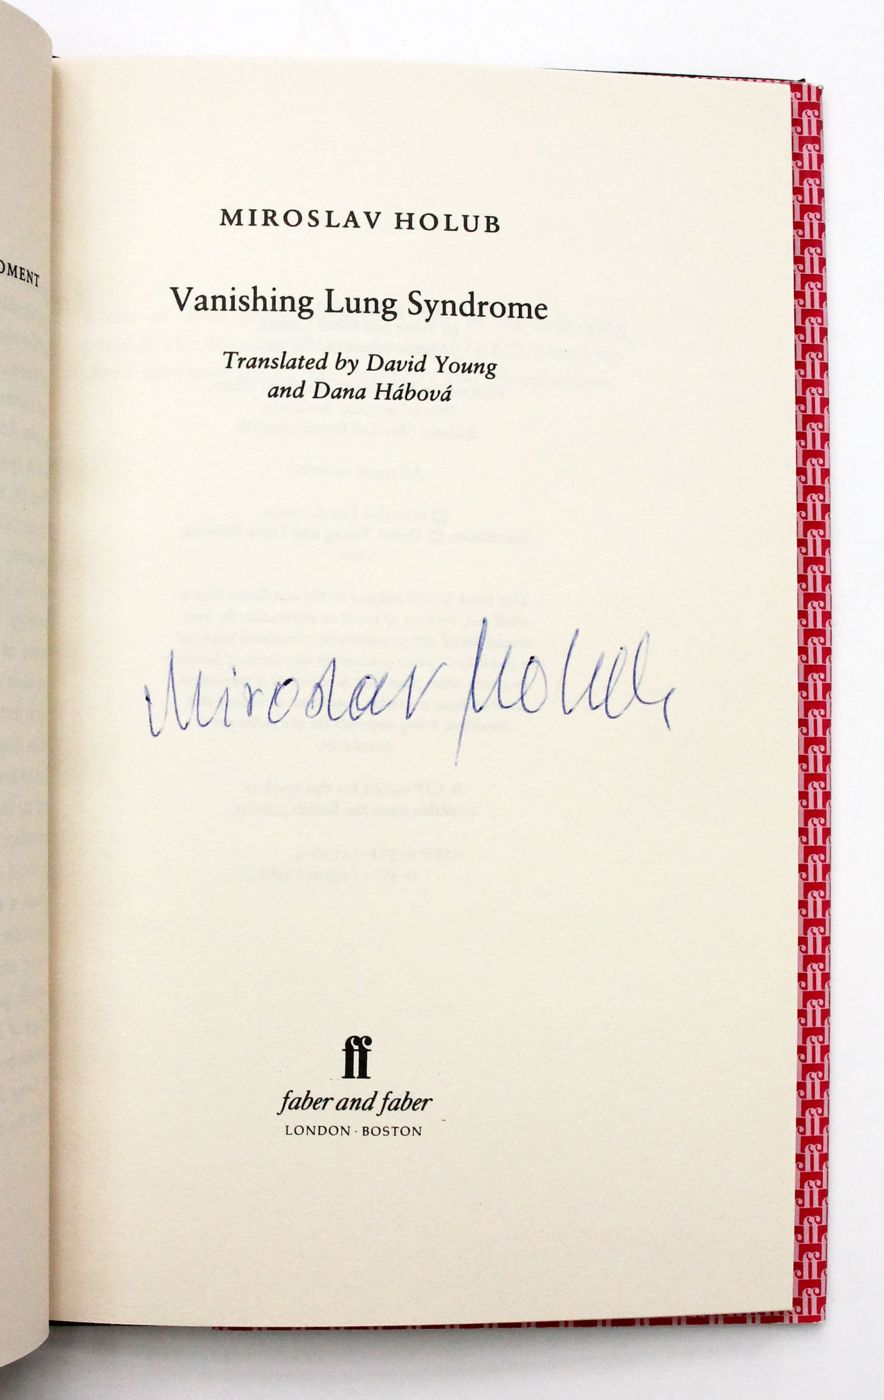 OMENT
MIROSLAV HOLUB
Vanishing Lung Syndrome
Translated by David Young
and Dana Hábová
Miroslav Holub
ff
faber and faber
LONDON · BOSTON